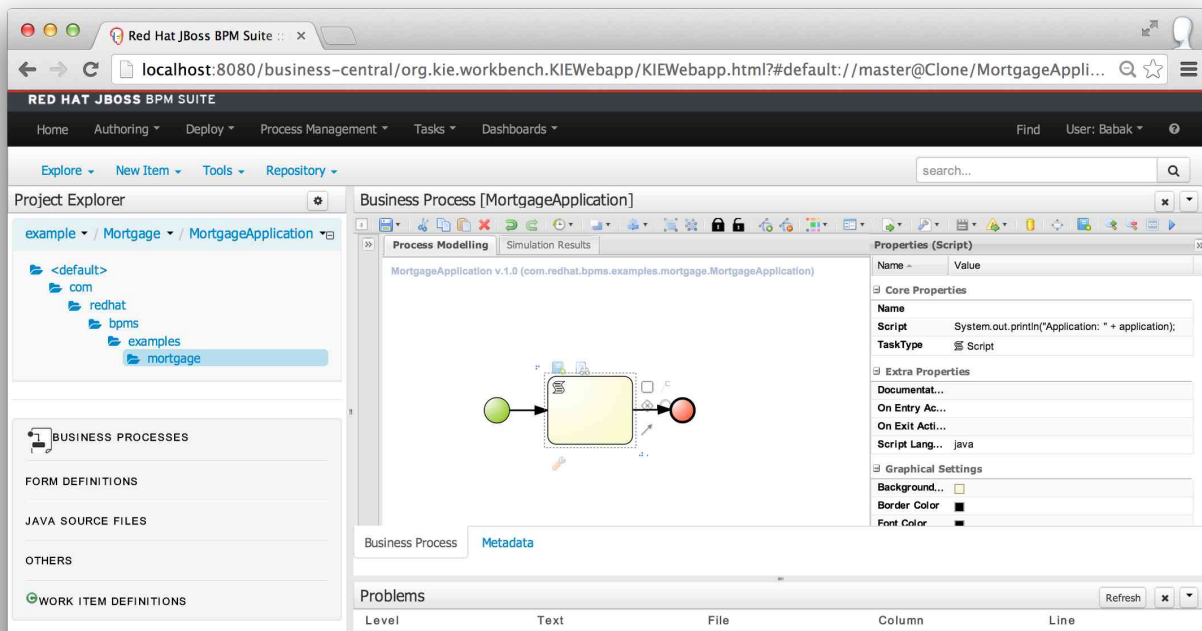 Red Hat JBoss BPM Suite ::
localhost:8080/business-central/org.kie.workbench.KIEWebapp/KIEWebapp.html?#default://master@Clone/MortgageAppli...
RED HAT JBOSS BPM SUITE
Home Authoring Deploy Process Management Tasks Dashboards Find User: Babak
Explore New Item Tools Repository search...
Project Explorer
example / Mortgage / MortgageApplication
<default>
com
redhat
bpms
examples
mortgage
BUSINESS PROCESSES
FORM DEFINITIONS
JAVA SOURCE FILES
OTHERS
WORK ITEM DEFINITIONS
Business Process [MortgageApplication]
Process Modelling Simulation Results
MortgageApplication v.1.0 (com.redhat.bpms.examples.mortgage.MortgageApplication)
Properties (Script)
Name Value
Core Properties
Name
Script System.out.println("Application: " + application);
TaskType Script
Extra Properties
Documentat...
On Entry Ac...
On Exit Acti...
Script Lang... java
Graphical Settings
Background...
Border Color
Font Color
Business Process Metadata
Problems Refresh
Level Text File Column Line